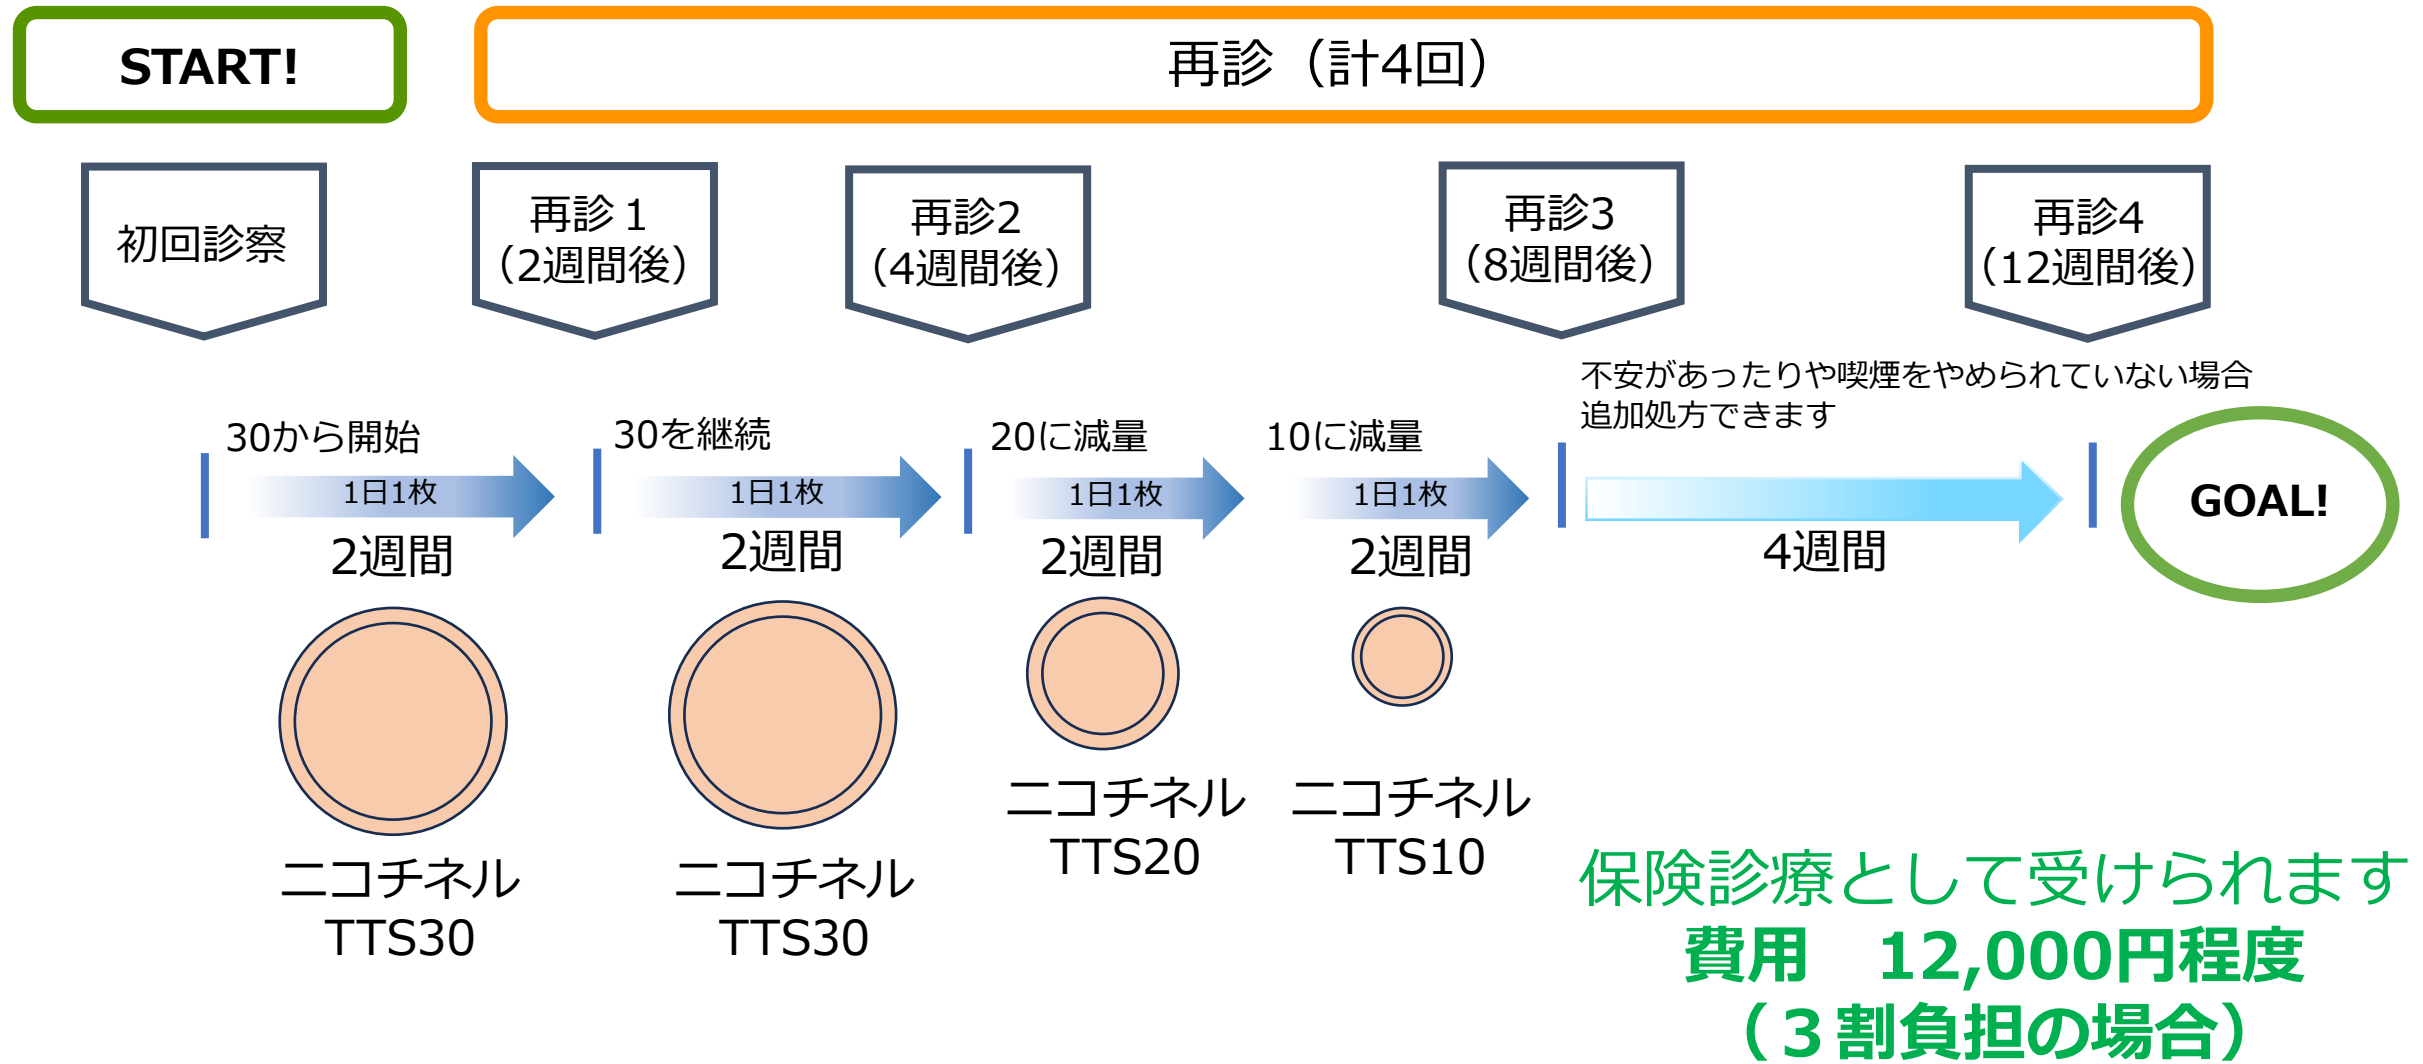 START!
再診（計4回）
初回診察
再診１
（2週間後）
再診2
（4週間後）
再診3
（8週間後）
再診4
（12週間後）
30から開始
1日1枚
2週間
30を継続
1日1枚
2週間
20に減量
1日1枚
2週間
10に減量
1日1枚
2週間
不安があったりや喫煙をやめられていない場合
追加処方できます
4週間
GOAL!
ニコチネル
TTS30
ニコチネル
TTS30
ニコチネル
TTS20
ニコチネル
TTS10
保険診療として受けられます
費用　12,000円程度
（３割負担の場合）